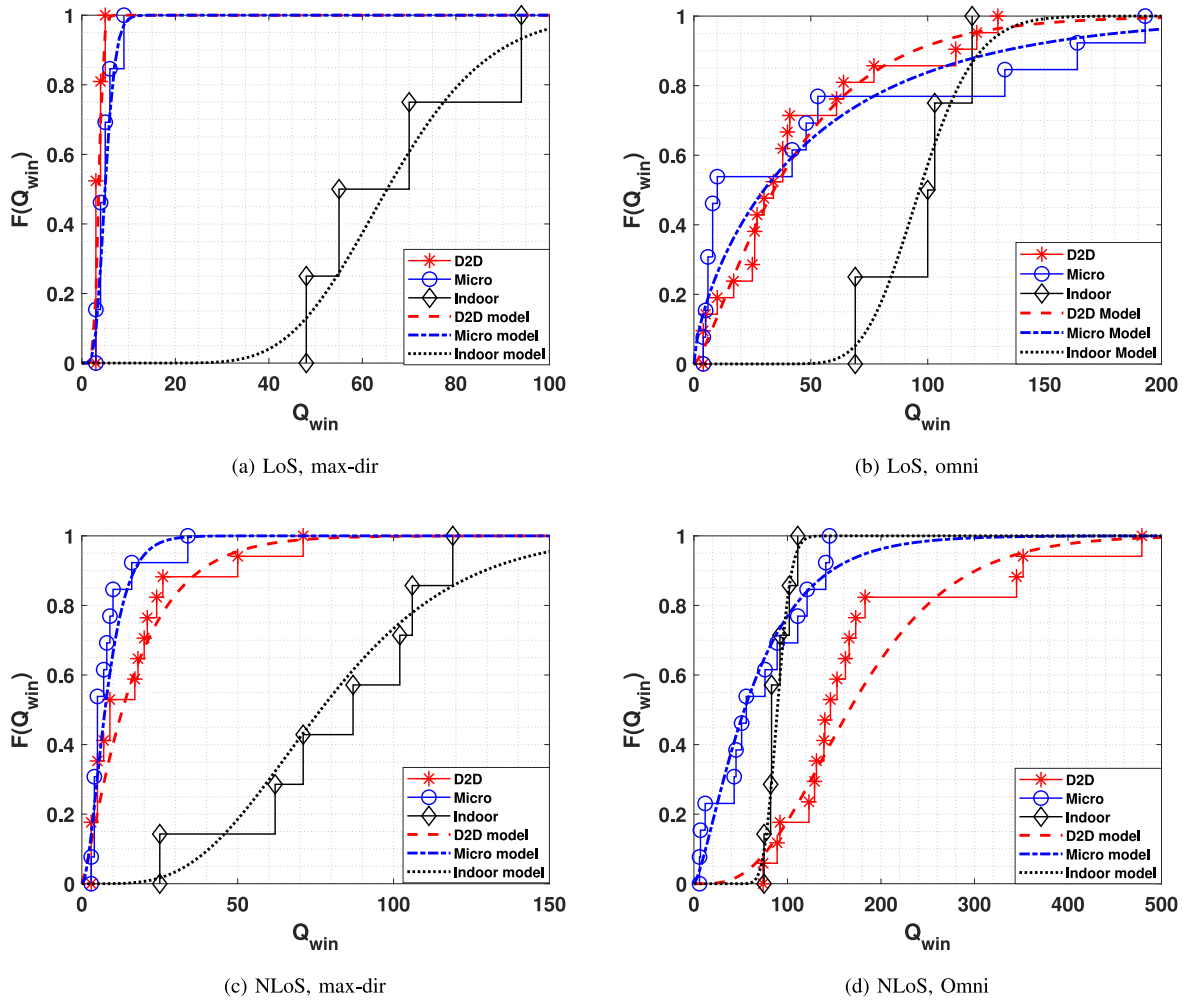 F(Q_win)
1
0.8
0.6
0.4
0.2
0
0 20 40 60 80 100
Q_win
D2D
Micro
Indoor
D2D model
Micro model
Indoor model
(a) LoS, max-dir
F(Q_win)
1
0.8
0.6
0.4
0.2
0
0 50 100 150 200
Q_win
D2D
Micro
Indoor
D2D Model
Micro Model
Indoor Model
(b) LoS, omni
F(Q_win)
1
0.8
0.6
0.4
0.2
0
0 50 100 150
Q_win
D2D
Micro
Indoor
D2D model
Micro model
Indoor model
(c) NLoS, max-dir
F(Q_win)
1
0.8
0.6
0.4
0.2
0
0 100 200 300 400 500
Q_win
D2D
Micro
Indoor
D2D model
Micro model
Indoor model
(d) NLoS, Omni